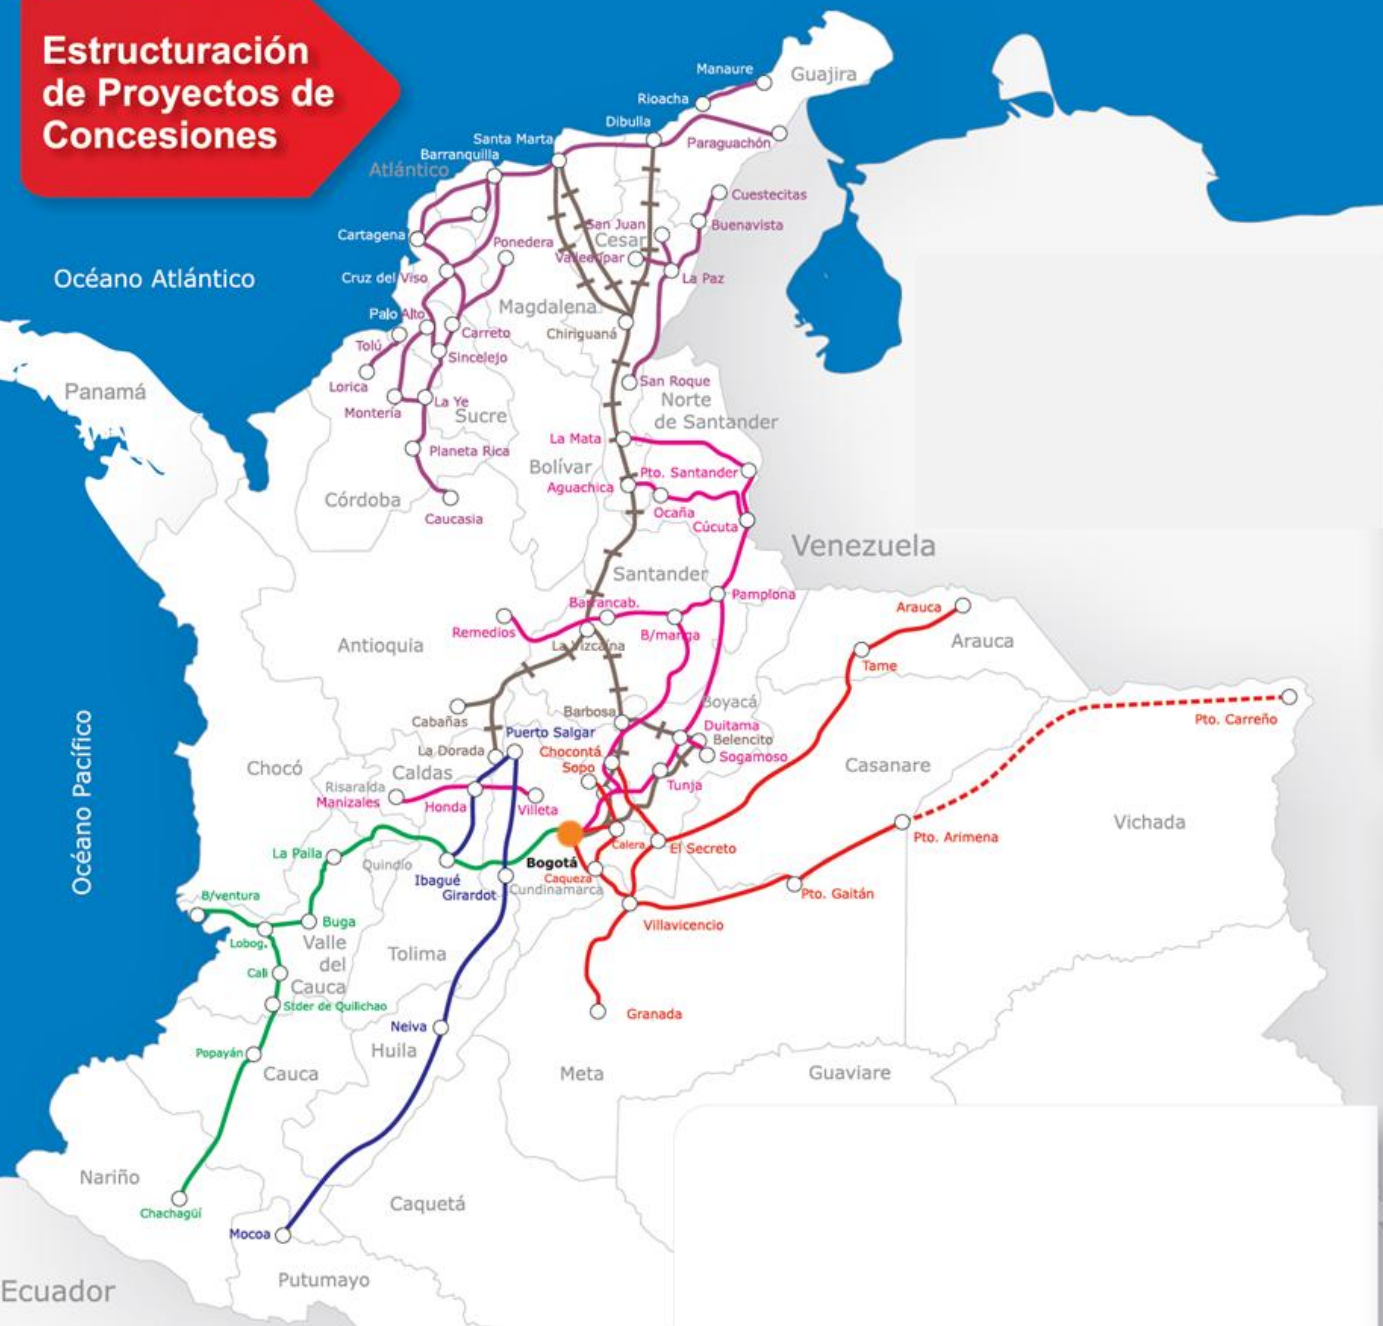 Estructuración
de Proyectos de
Concesiones
Manaure
Guajira
Rioacha
Dibulla
Santa Marta
Paraguachón
Barranquilla
Atlántico
Cuestecitas
San Juan
Buenavista
Cartagena
Cesar
Ponedera
Valledupar
Océano Atlántico
Cruz del Viso
La Paz
Magdalena
Palo Alto
Carreto
Chiriguaná
Tolú
Sincelejo
Lorica
San Roque
Panamá
La Ye
Norte
de Santander
Montería
Sucre
La Mata
Planeta Rica
Bolívar
Pto. Santander
Aguachica
Córdoba
Ocaña
Caucasia
Cúcuta
Venezuela
Santander
Pamplona
Barrancab.
Arauca
Remedios
B/manga
Antioquia
La Vizcaína
Arauca
Tame
Boyacá
Barbosa
Cabañas
Duitama
Pto. Carreño
Puerto Salgar
Belencito
La Dorada
Chocontá
Sogamoso
Océano Pacífico
Chocó
Caldas
Sopo
Casanare
Risaralda
Tunja
Manizales
Honda
Villeta
Vichada
Pto. Arimena
La Paila
Calera
El Secreto
Quindío
Bogotá
Ibagué
Caqueza
Girardot
Cundinamarca
B/ventura
Pto. Gaitán
Buga
Villavicencio
Lobog.
Valle
del
Cauca
Tolima
Cali
Stder de Quilichao
Granada
Neiva
Popayán
Huila
Cauca
Meta
Guaviare
Nariño
Caquetá
Chachagüí
Mocoa
Putumayo
Ecuador